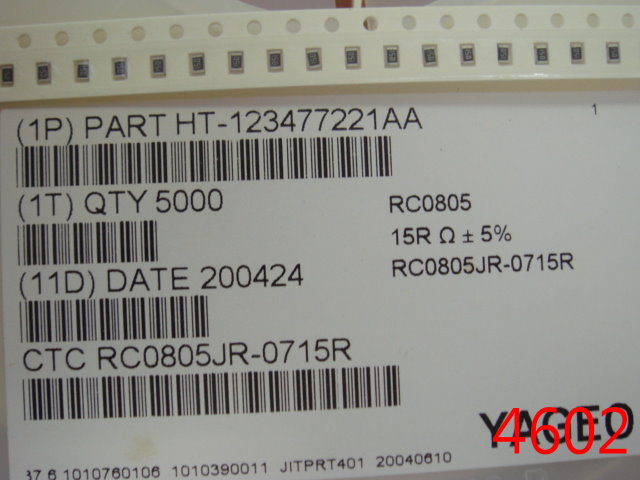 1
(1P) PART HT-123477221AA
(1T) QTY 5000
RC0805
15R Ω ± 5%
(11D) DATE 200424
RC0805JR-0715R
CTC RC0805JR-0715R
YAGEO
4602
37 6 1010760106 1010390011 JITPRT401 20040610